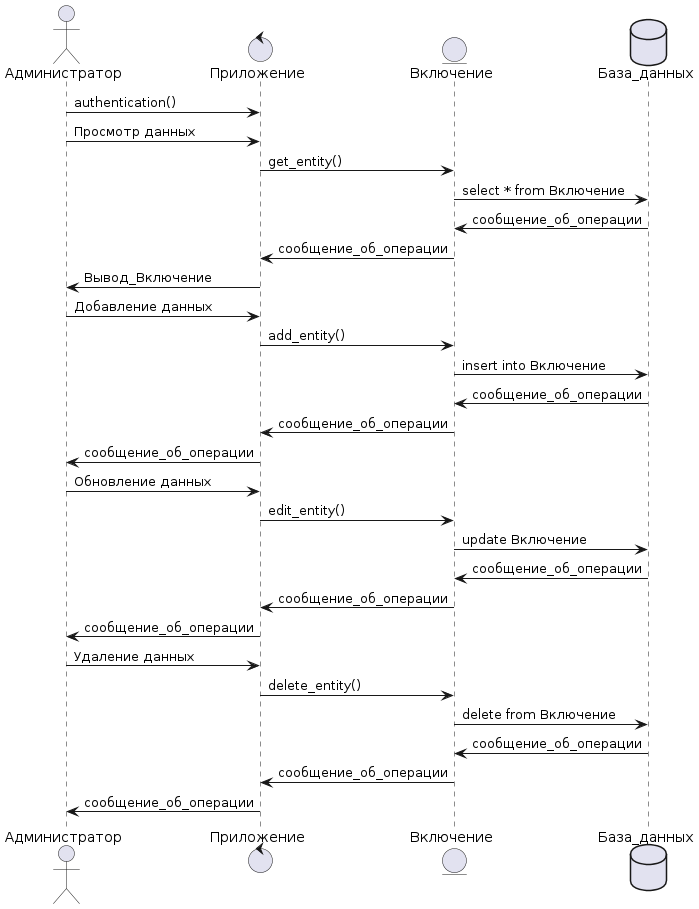 Администратор Приложение Включение База_данных
authentication()
Просмотр данных
get_entity()
select * from Включение
сообщение_об_операции
сообщение_об_операции
Вывод_Включение
Добавление данных
add_entity()
insert into Включение
сообщение_об_операции
сообщение_об_операции
сообщение_об_операции
Обновление данных
edit_entity()
update Включение
сообщение_об_операции
сообщение_об_операции
сообщение_об_операции
Удаление данных
delete_entity()
delete from Включение
сообщение_об_операции
сообщение_об_операции
сообщение_об_операции
Администратор Приложение Включение База_данных